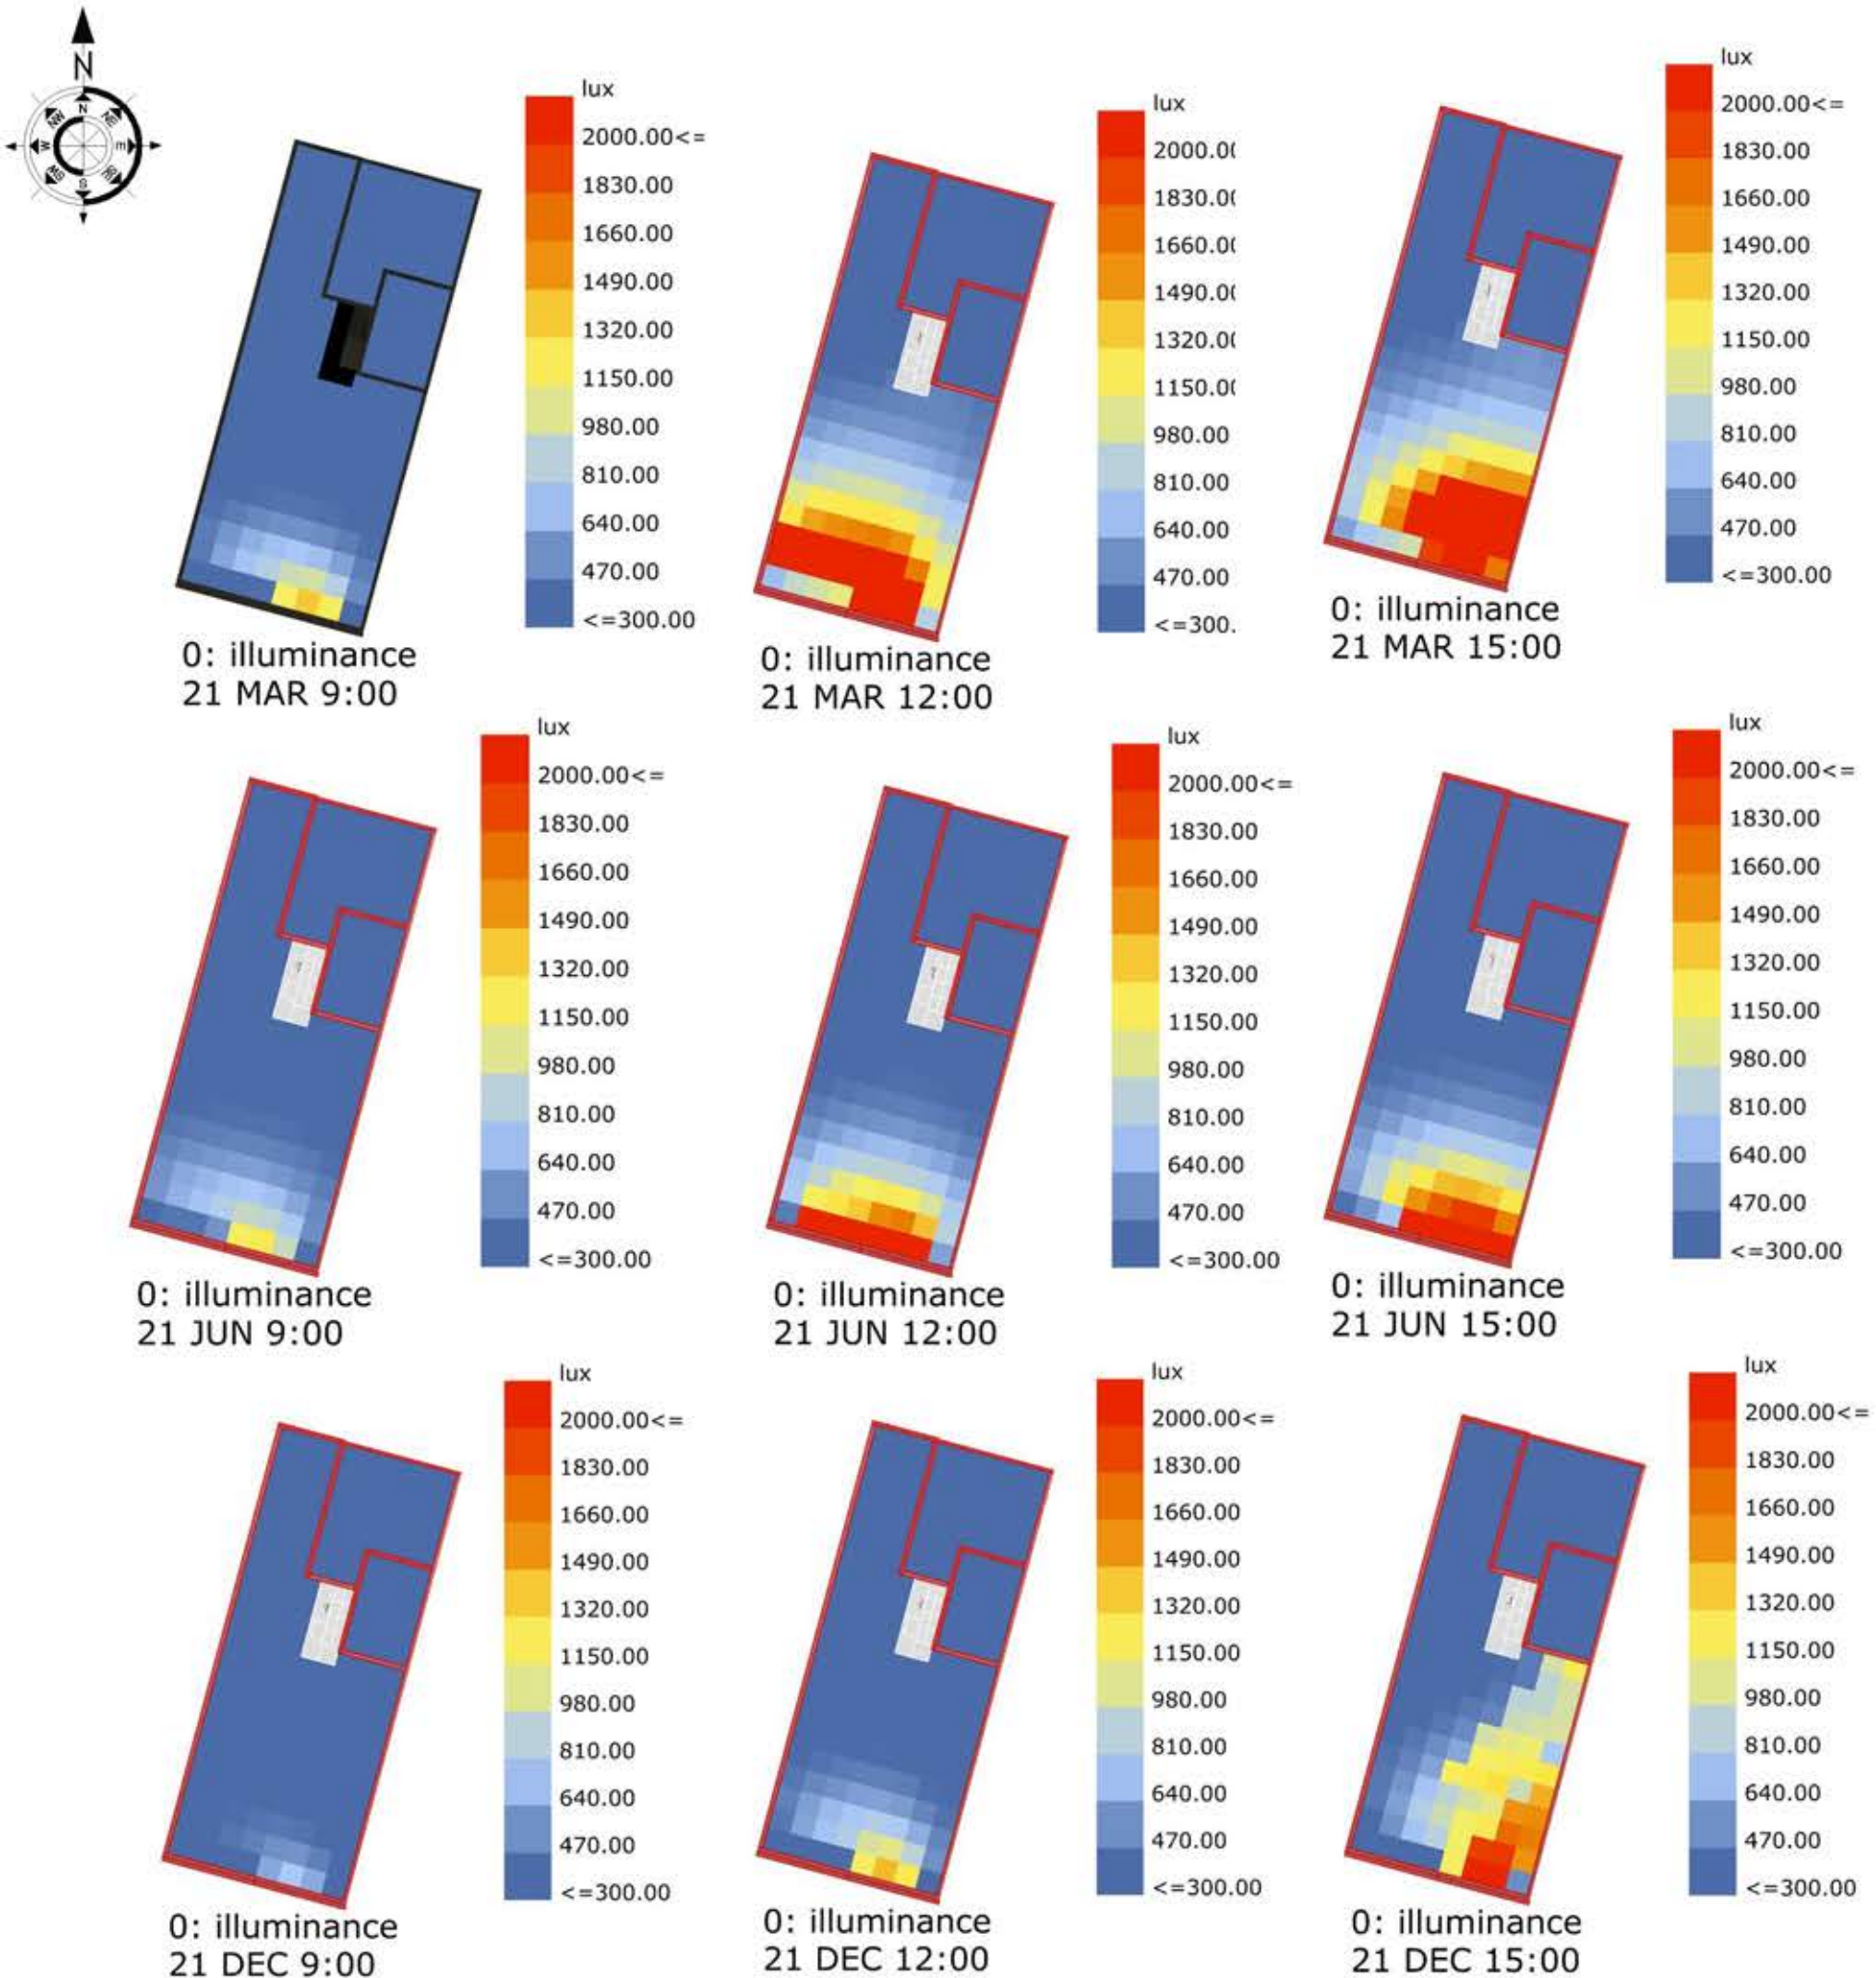 N
N
NW
NE
W
E
SW
SE
S
lux
2000.00<=
1830.00
1660.00
1490.00
1320.00
1150.00
980.00
810.00
640.00
470.00
<=300.00
0: illuminance
21 MAR 9:00
lux
2000.0(
1830.0(
1660.0(
1490.0(
1320.0(
1150.0(
980.00
810.00
640.00
470.00
<=300.
0: illuminance
21 MAR 12:00
lux
2000.00<=
1830.00
1660.00
1490.00
1320.00
1150.00
980.00
810.00
640.00
470.00
<=300.00
0: illuminance
21 MAR 15:00
lux
2000.00<=
1830.00
1660.00
1490.00
1320.00
1150.00
980.00
810.00
640.00
470.00
<=300.00
0: illuminance
21 JUN 9:00
lux
2000.00<=
1830.00
1660.00
1490.00
1320.00
1150.00
980.00
810.00
640.00
470.00
<=300.00
0: illuminance
21 JUN 12:00
lux
2000.00<=
1830.00
1660.00
1490.00
1320.00
1150.00
980.00
810.00
640.00
470.00
<=300.00
0: illuminance
21 JUN 15:00
lux
2000.00<=
1830.00
1660.00
1490.00
1320.00
1150.00
980.00
810.00
640.00
470.00
<=300.00
0: illuminance
21 DEC 9:00
lux
2000.00<=
1830.00
1660.00
1490.00
1320.00
1150.00
980.00
810.00
640.00
470.00
<=300.00
0: illuminance
21 DEC 12:00
lux
2000.00<=
1830.00
1660.00
1490.00
1320.00
1150.00
980.00
810.00
640.00
470.00
<=300.00
0: illuminance
21 DEC 15:00